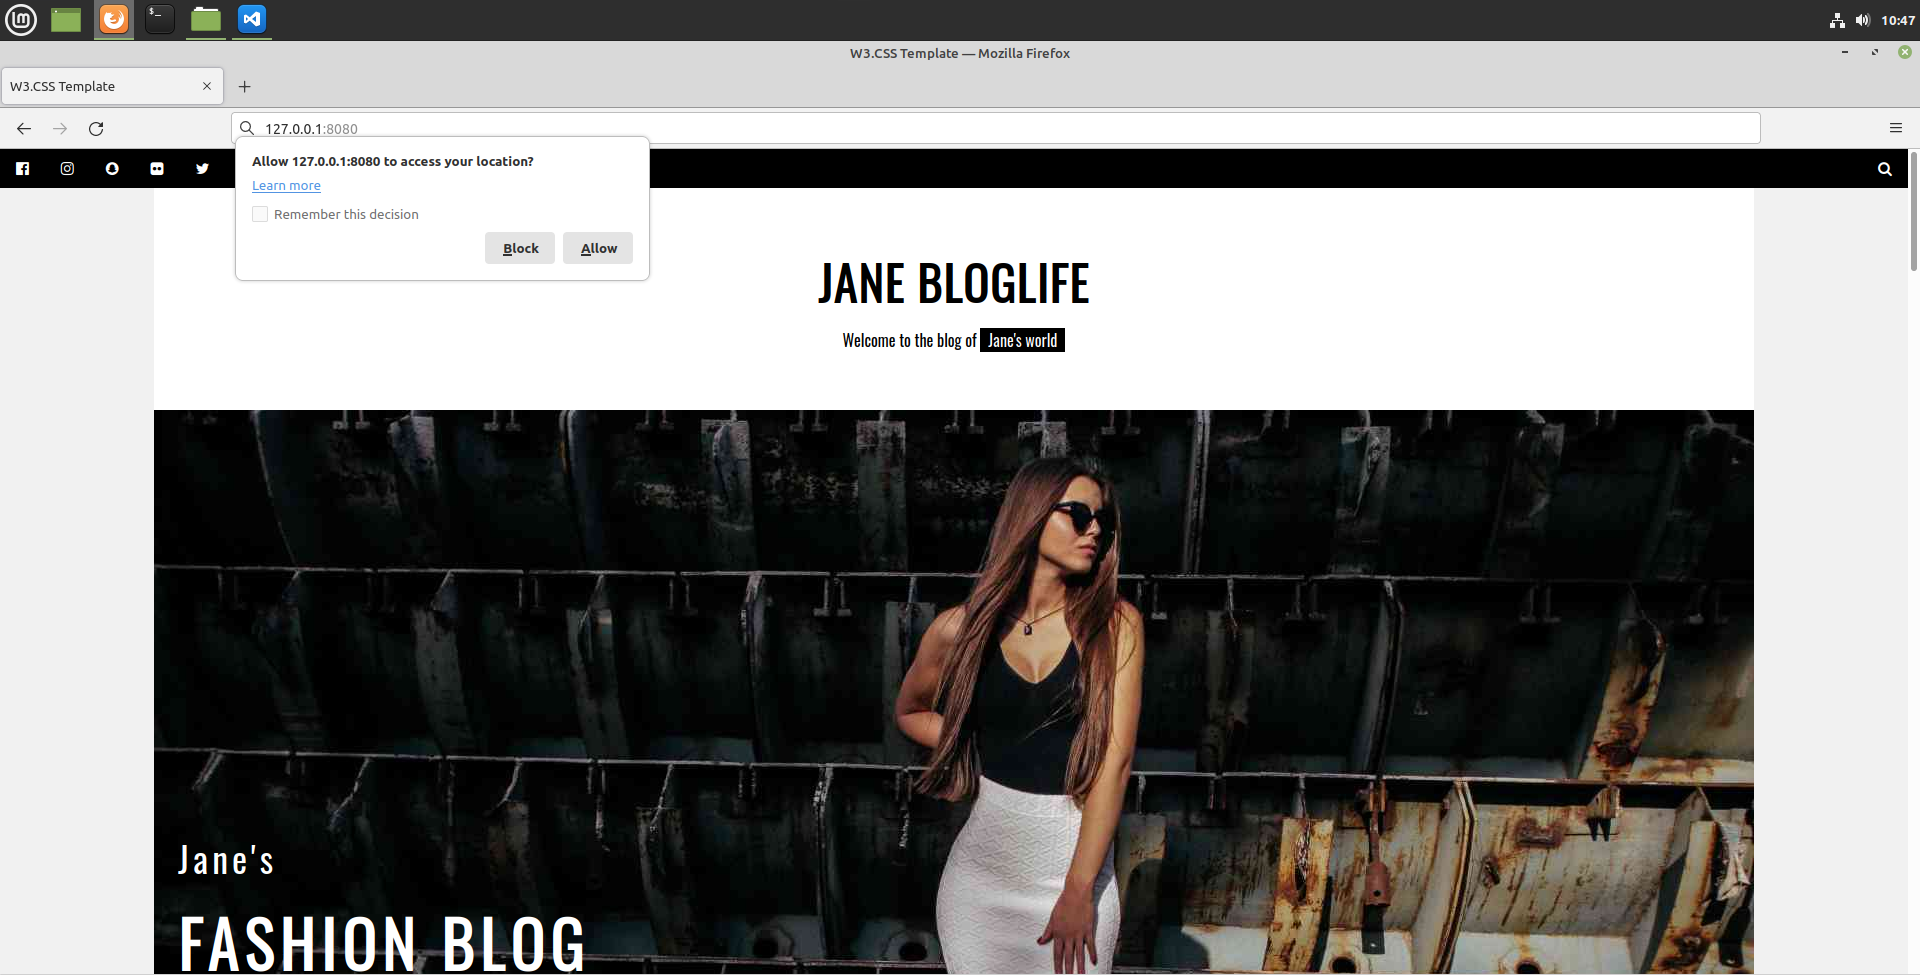 10:47
W3.CSS Template — Mozilla Firefox
W3.CSS Template
127.0.0.1:8080
Allow 127.0.0.1:8080 to access your location?
Learn more
Remember this decision
Block Allow
JANE BLOGLIFE
Welcome to the blog of Jane's world
Jane's
FASHION BLOG